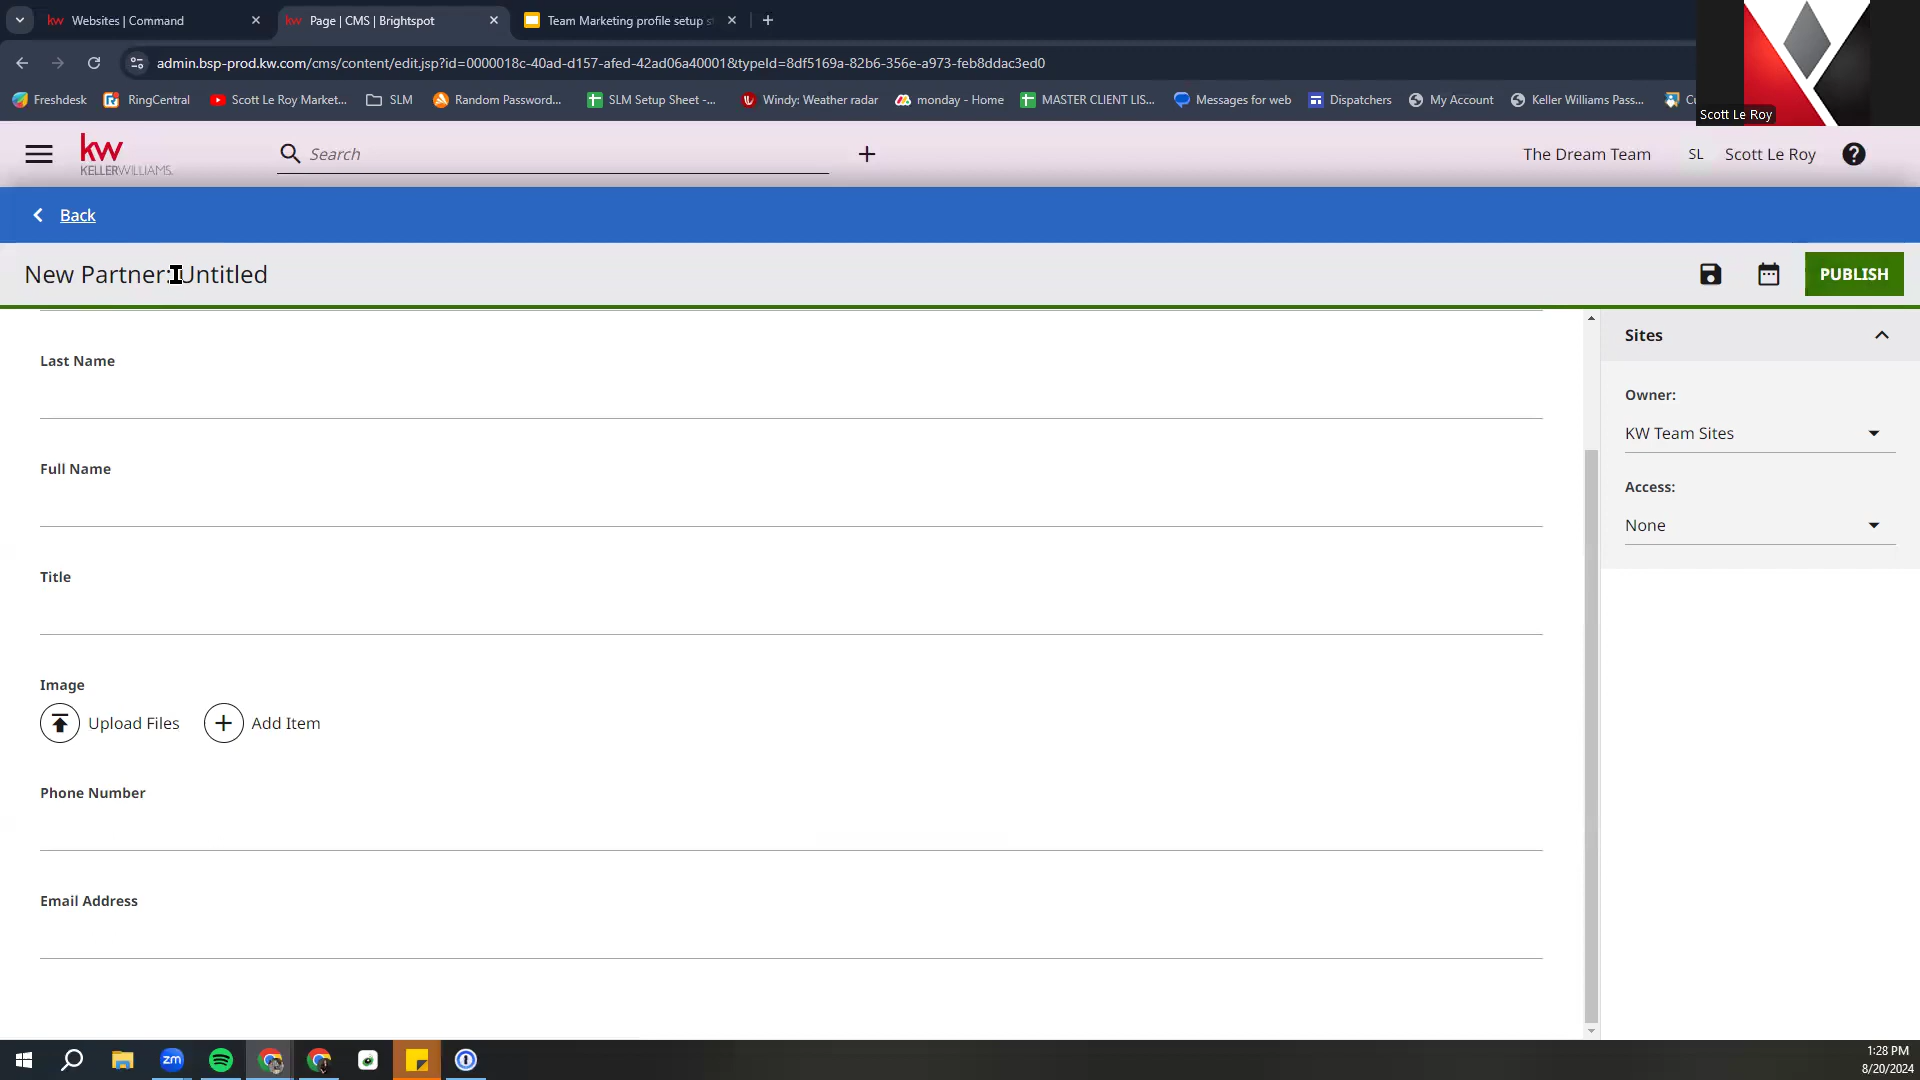 Websites | Command
Page | CMS | Brightspot
Team Marketing profile setup
admin.bsp-prod.kw.com/cms/content/edit.jsp?id=0000018c-40ad-d157-afed-42ad06a40001&typeId=8df5169a-82b6-356e-a973-feb8ddac3ed0
Freshdesk
RingCentral
Scott Le Roy Market...
SLM
Random Password...
SLM Setup Sheet -...
Windy: Weather radar
monday - Home
MASTER CLIENT LIS...
Messages for web
Dispatchers
My Account
Keller Williams Pass...
Scott Le Roy
kw
KELLERWILLIAMS.
Search
The Dream Team
SL
Scott Le Roy
Back
New Partner: Untitled
PUBLISH
Last Name
Full Name
Title
Image
Upload Files
Add Item
Phone Number
Email Address
Sites
Owner:
KW Team Sites
Access:
None
zm
1:28 PM
8/20/2024